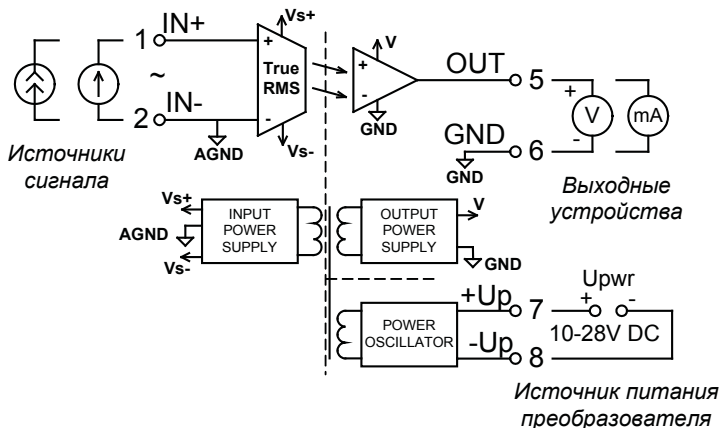 Vs+
V
1 IN+
+
True
RMS
-
+
-
OUT
5
+
V
mA
-
~
2 IN-
AGND
Vs-
GND
GND
6
GND
Источники
сигнала
Выходные
устройства
Vs+
AGND
Vs-
INPUT
POWER
SUPPLY
OUTPUT
POWER
SUPPLY
V
GND
POWER
OSCILLATOR
+Up
7
Upwr
+ -
10-28V DC
-Up
8
Источник питания
преобразователя